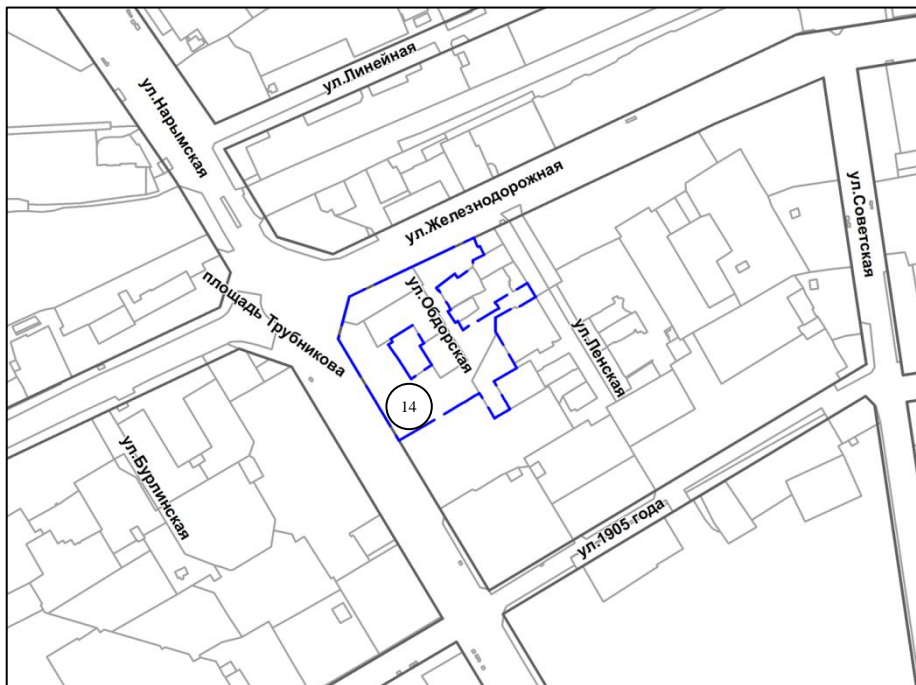 ул.Линейная
ул.Нарымская
ул.Железнодорожная
ул.Советская
площадь Трубникова
ул.Обдорская
ул.Ленская
14
ул.Бурлинская
ул.1905 года